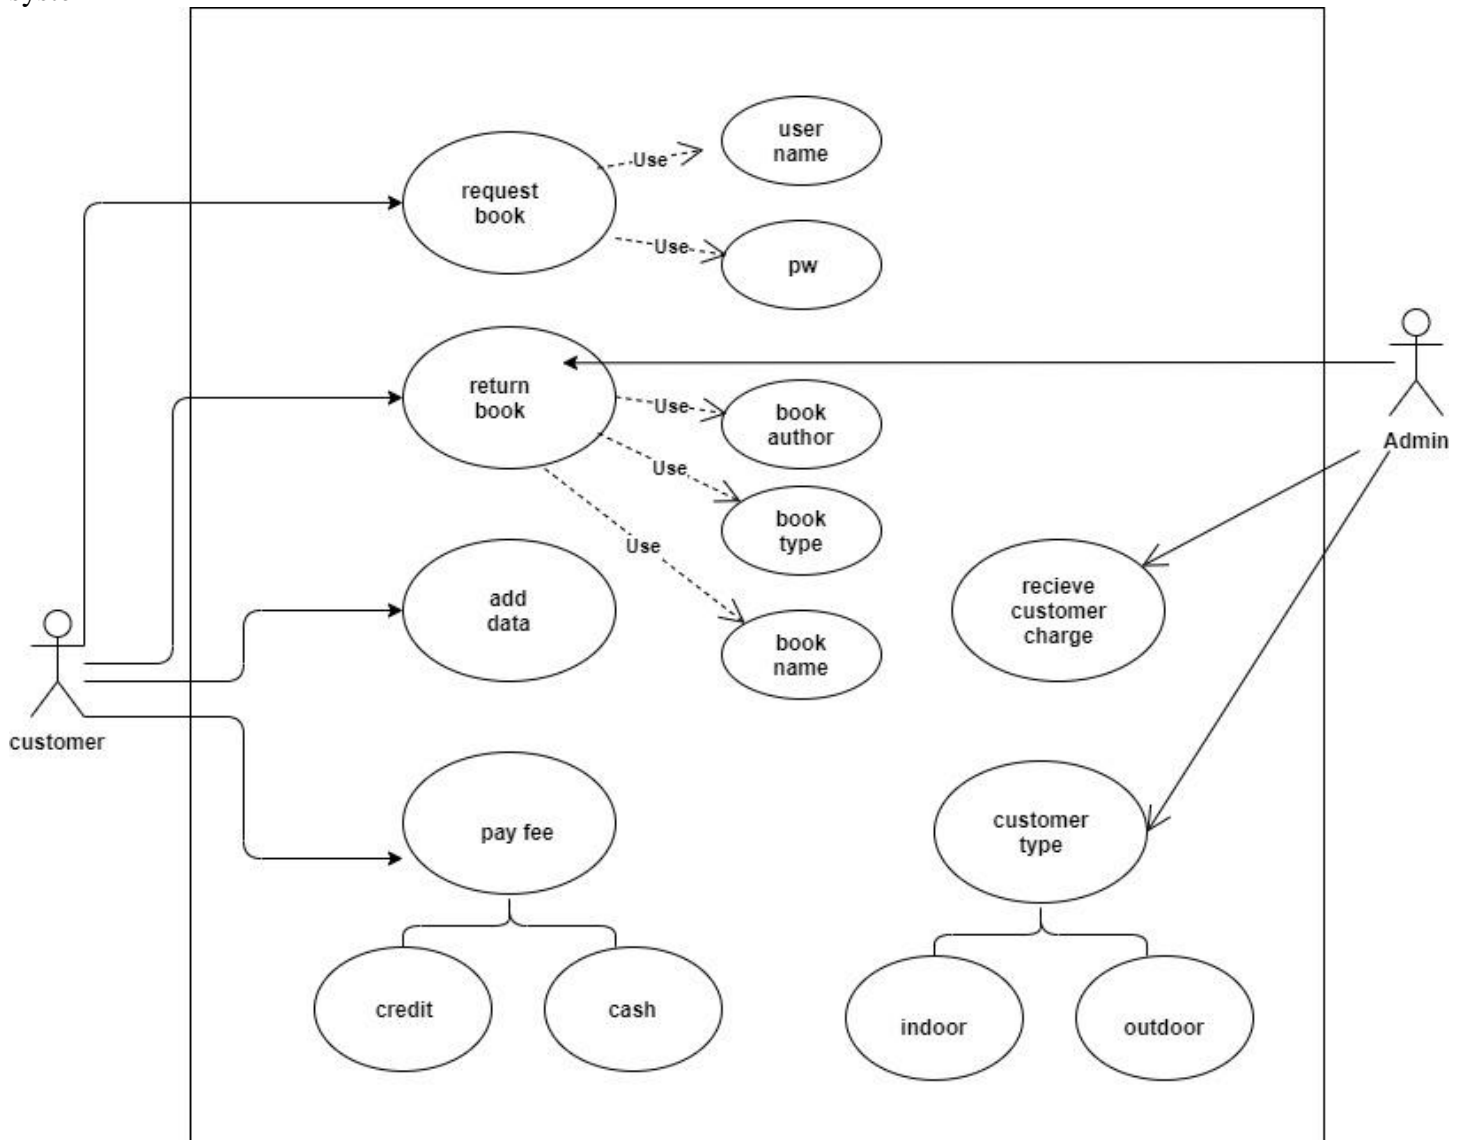 user
name
Use
request
book
Use
pw
return
book
Use
book
author
Admin
Use
book
type
Use
add
data
recieve
customer
charge
book
name
customer
pay fee
customer
type
credit
cash
indoor
outdoor